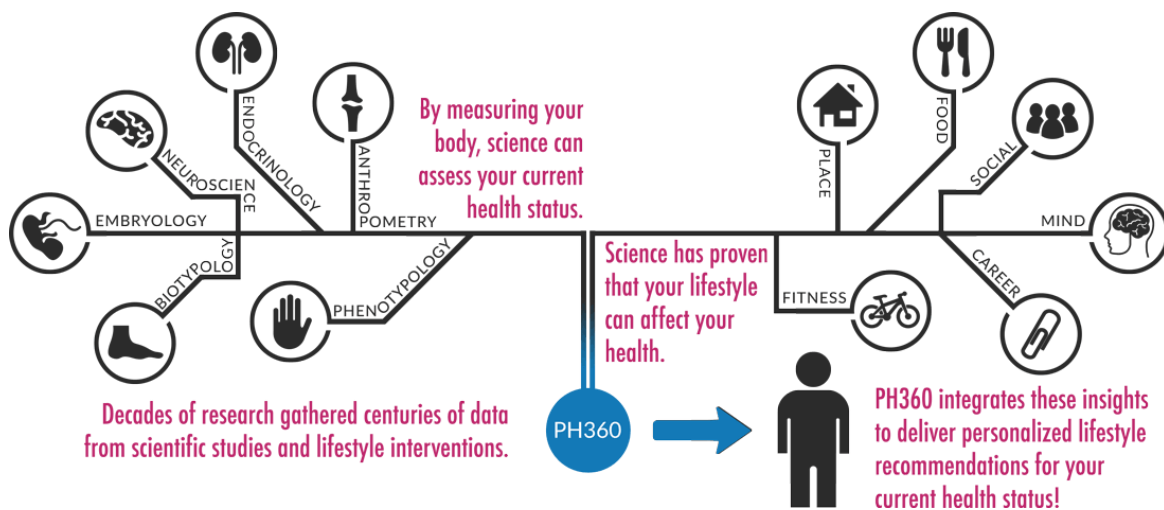 ENDOCRINOLOGY
ANTHROPOMETRY
NEUROSCIENCE
EMBRYOLOGY
BIOTYPOLOGY
PHENOTYPOLOGY
By measuring your
body, science can
assess your current
health status.
PLACE
FOOD
SOCIAL
MIND
CAREER
FITNESS
Science has proven
that your lifestyle
can affect your
health.
Decades of research gathered centuries of data
from scientific studies and lifestyle interventions.
PH360
PH360 integrates these insights
to deliver personalized lifestyle
recommendations for your
current health status!